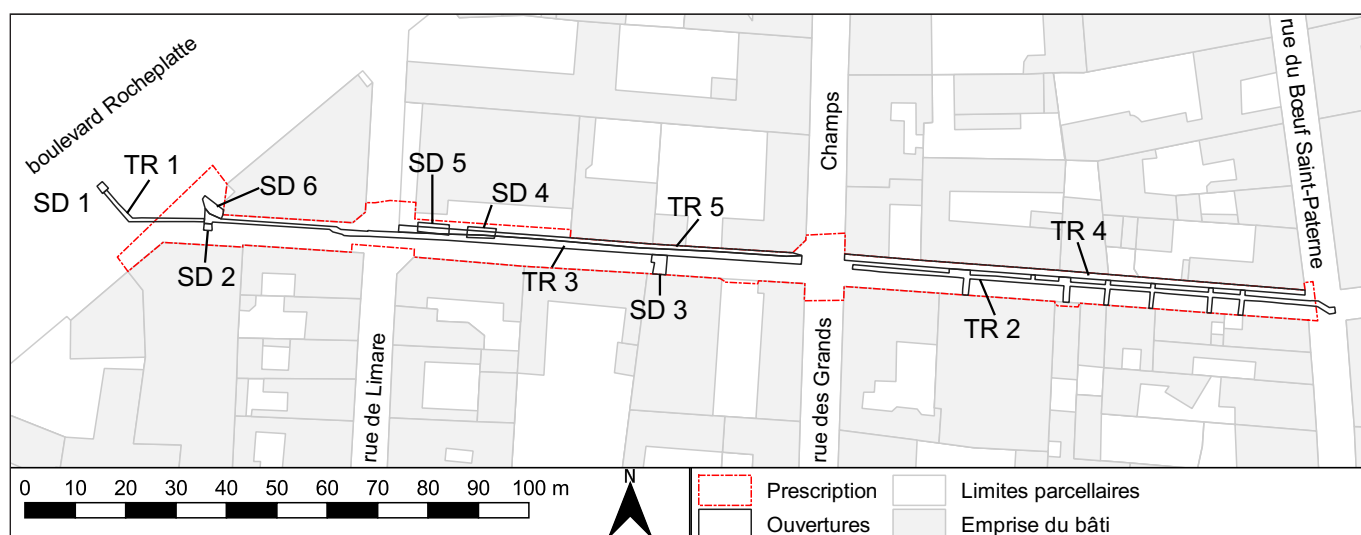 boulevard Rocheplatte
rue du Bœuf Saint-Paterne
Champs
TR 1
SD 1
SD 6
SD 5
SD 4
TR 5
TR 4
SD 2
TR 3
SD 3
TR 2
rue de Limare
rue des Grands
0 10 20 30 40 50 60 70 80 90 100 m
N
Prescription
Limites parcellaires
Ouvertures
Emprise du bâti